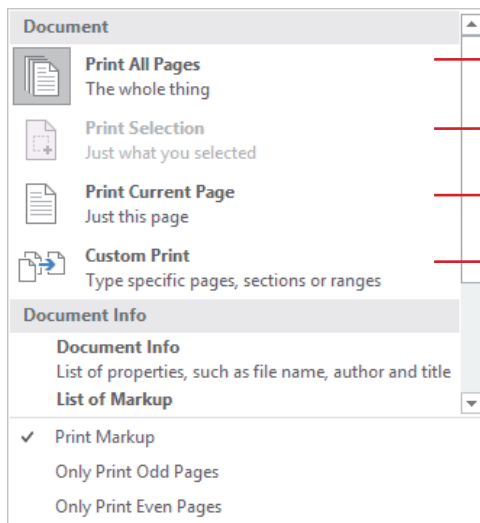 Document
Print All Pages
The whole thing
Print Selection
Just what you selected
Print Current Page
Just this page
Custom Print
Type specific pages, sections or ranges
Document Info
Document Info
List of properties, such as file name, author and title
List of Markup
Print Markup
Only Print Odd Pages
Only Print Even Pages